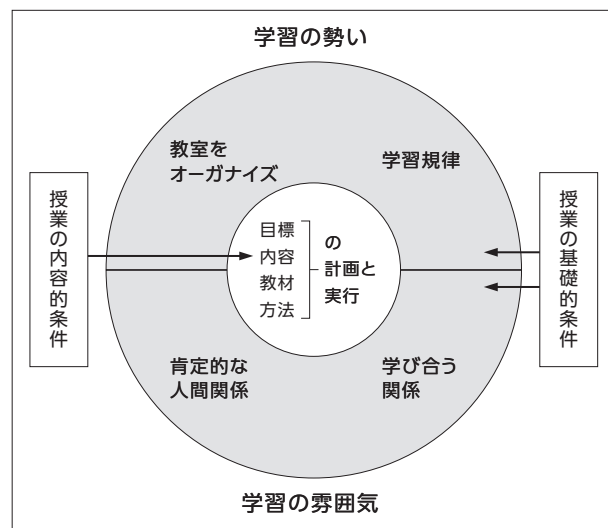 学習の勢い
教室を
オーガナイズ
学習規律
授業の内容的条件
目標
内容
教材
方法
の
計画と
実行
授業の基礎的条件
肯定的な
人間関係
学び合う
関係
学習の雰囲気